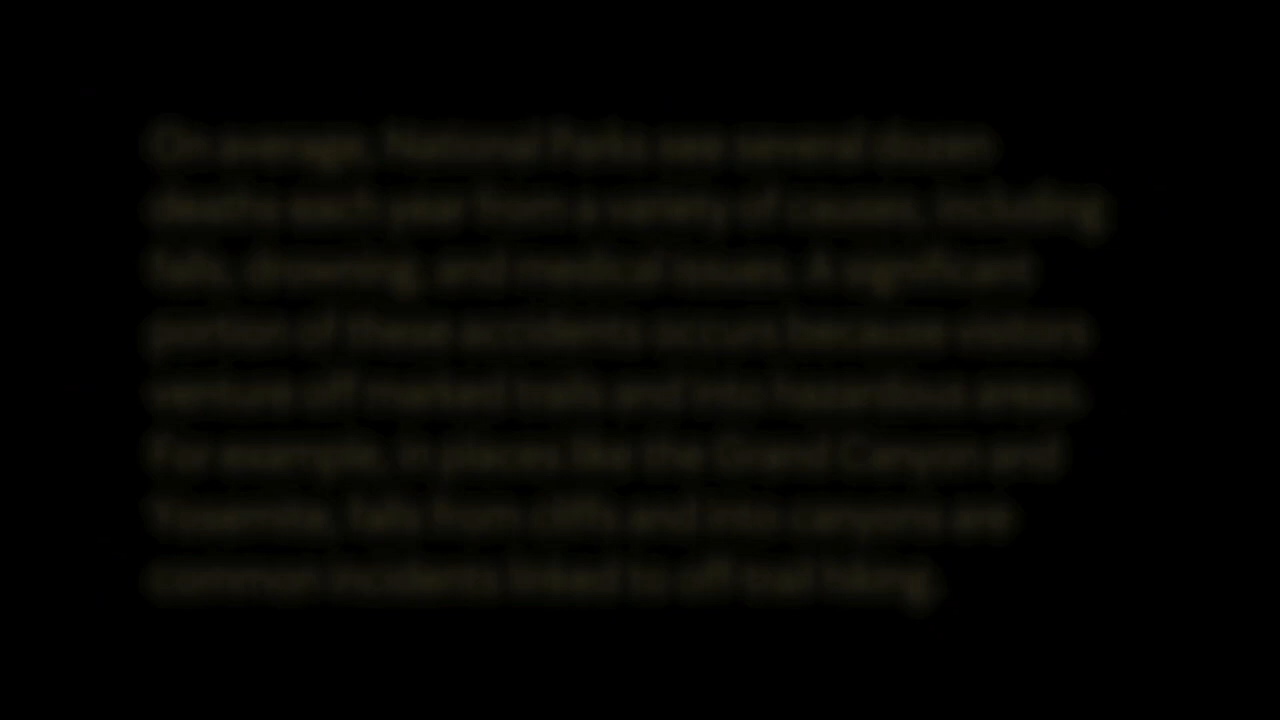 On average, National Parks see several dozen
deaths each year from a variety of causes, including
falls, drowning, and medical issues. A significant
portion of these accidents occurs because visitors
venture off marked trails and into hazardous areas.
For example, in places like the Grand Canyon and
Yosemite, falls from cliffs and into canyons are
common incidents linked to off-trail hiking.